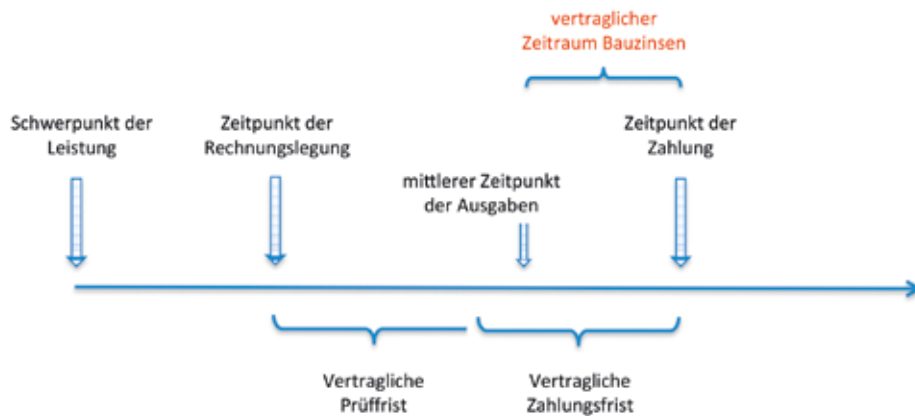 vertraglicher
Zeitraum Bauzinsen
Schwerpunkt der
Leistung
Zeitpunkt der
Rechnungslegung
mittlerer Zeitpunkt
der Ausgaben
Zeitpunkt der
Zahlung
Vertragliche
Prüffrist
Vertragliche
Zahlungsfrist